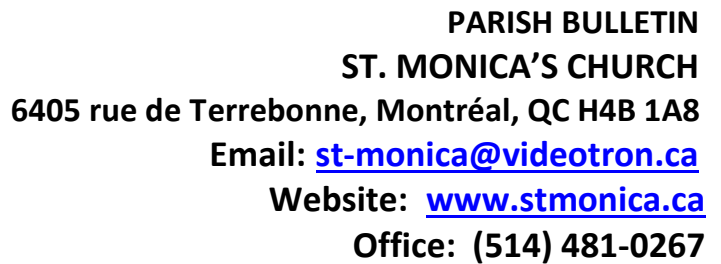 PARISH BULLETIN
ST. MONICA’S CHURCH
6405 rue de Terrebonne, Montréal, QC H4B 1A8
Email: st-monica@videotron.ca
Website: www.stmonica.ca
Office: (514) 481-0267